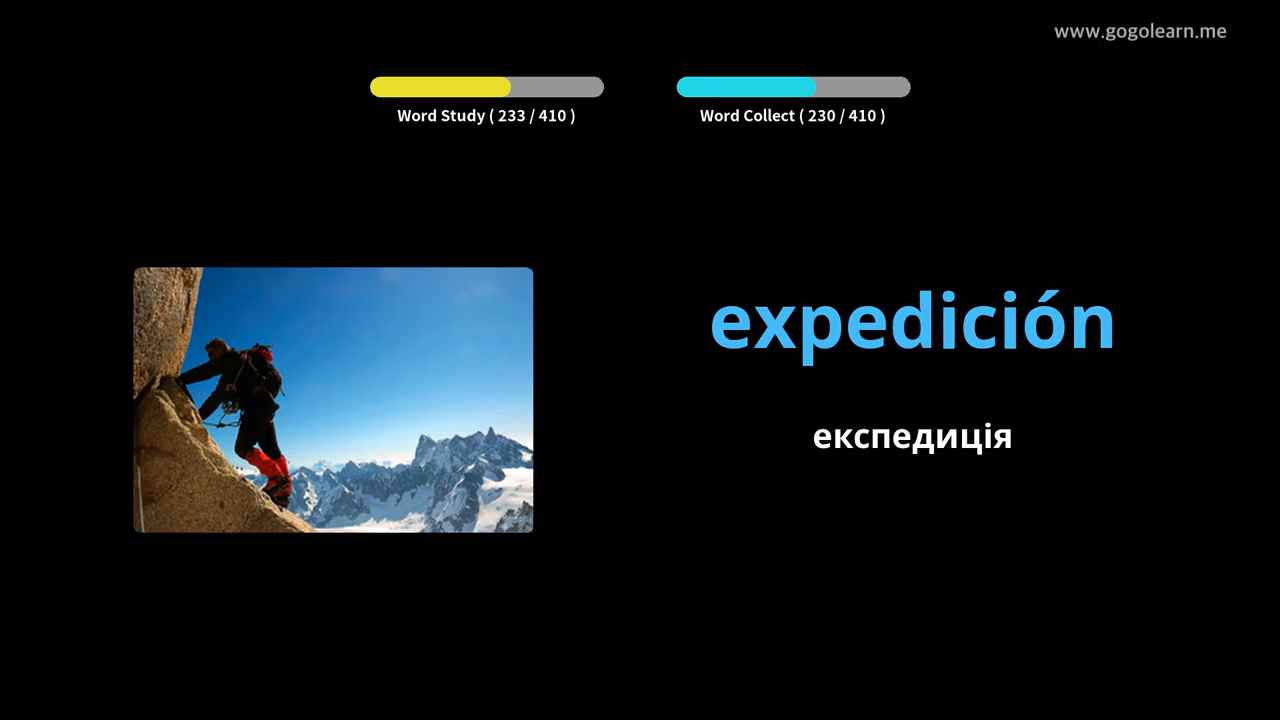 www.gogolearn.me
Word Study ( 233 / 410 )
Word Collect ( 230 / 410 )
expedición
експедиція